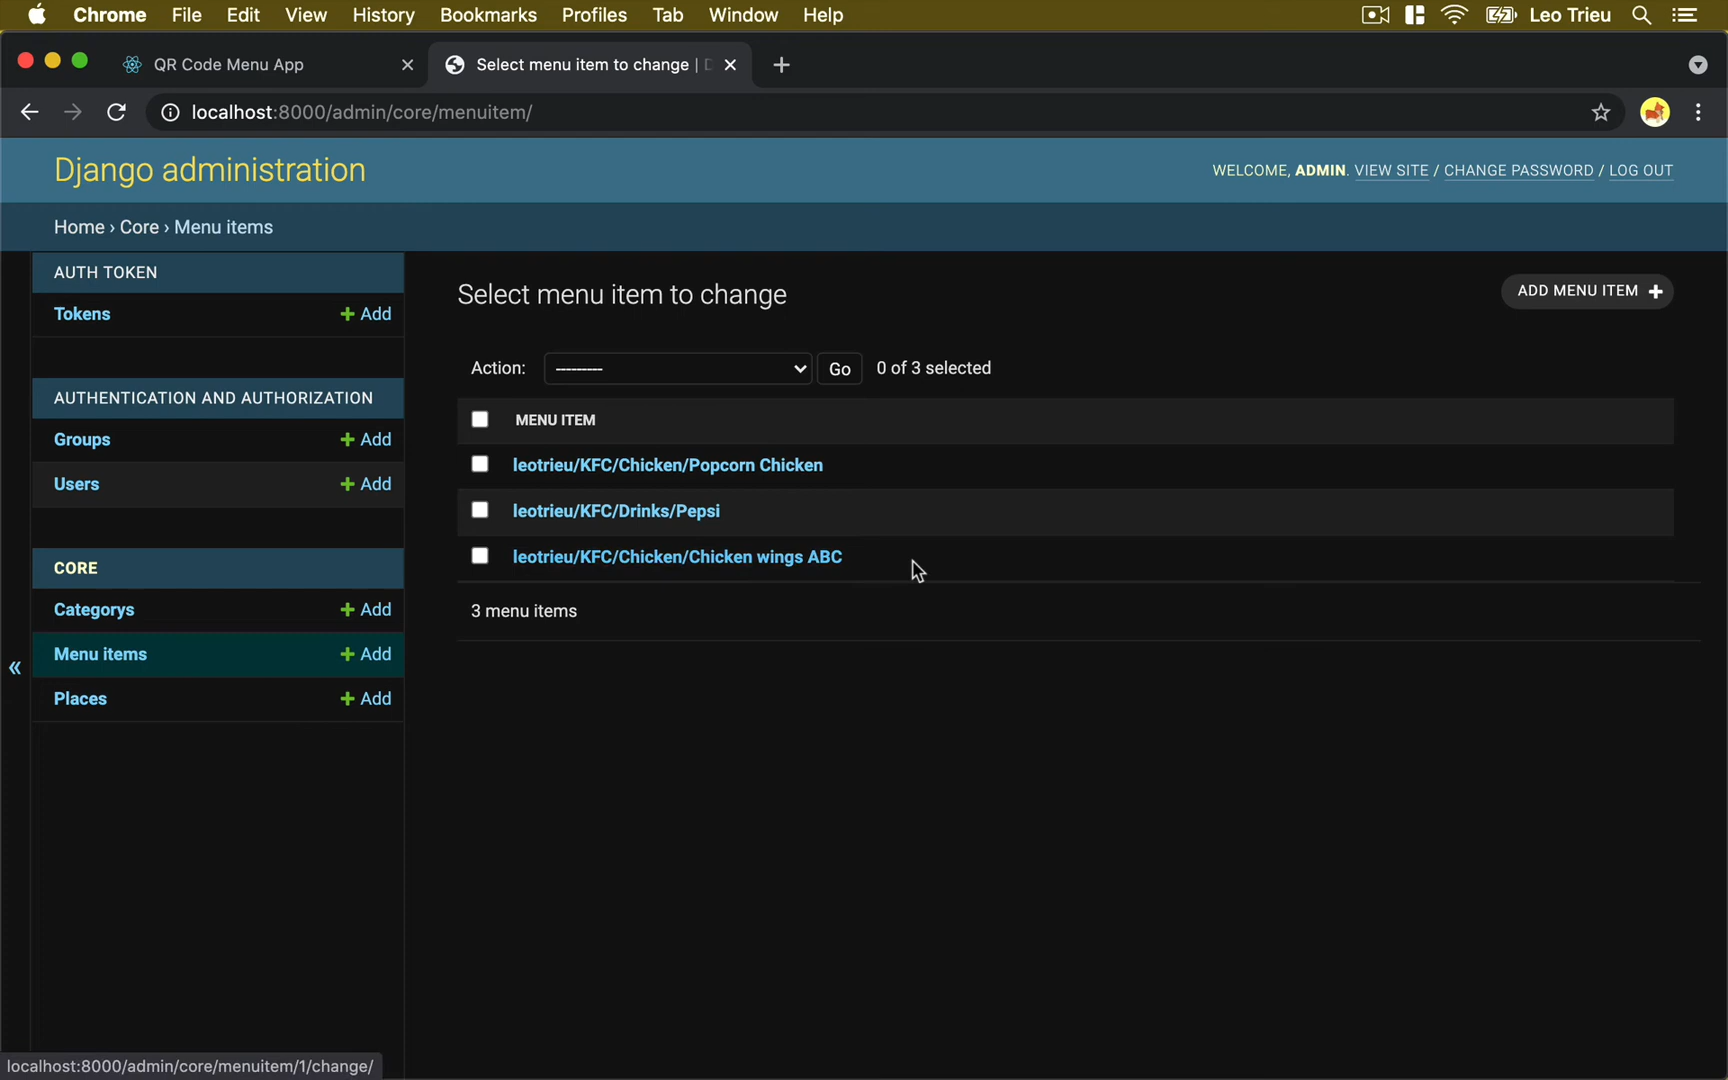 Chrome File Edit View History Bookmarks Profiles Tab Window Help Leo Trieu
QR Code Menu App Select menu item to change |
localhost:8000/admin/core/menuitem/
Django administration
WELCOME, ADMIN. VIEW SITE / CHANGE PASSWORD / LOG OUT
Home › Core › Menu items
AUTH TOKEN
Tokens + Add
AUTHENTICATION AND AUTHORIZATION
Groups + Add
Users + Add
CORE
Categorys + Add
Menu items + Add
Places + Add
«
Select menu item to change
ADD MENU ITEM +
Action: --------- Go 0 of 3 selected
MENU ITEM
leotrieu/KFC/Chicken/Popcorn Chicken
leotrieu/KFC/Drinks/Pepsi
leotrieu/KFC/Chicken/Chicken wings ABC
3 menu items
localhost:8000/admin/core/menuitem/1/change/